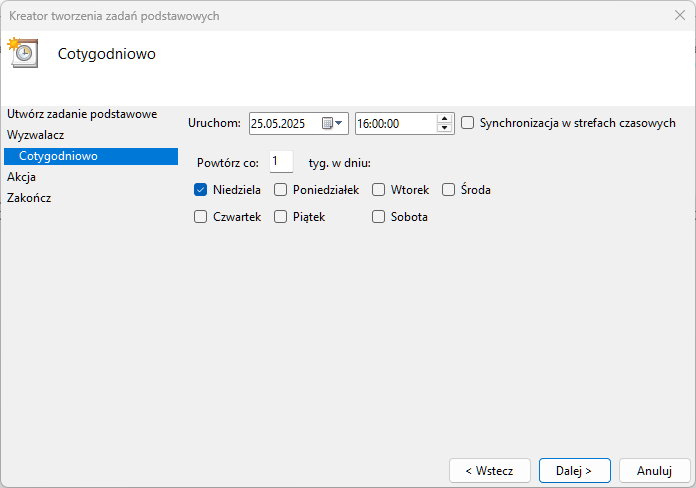 Kreator tworzenia zadań podstawowych
Cotygodniowo
Utwórz zadanie podstawowe
Wyzwalacz
Cotygodniowo
Akcja
Zakończ
Uruchom: 25.05.2025 16:00:00 Synchronizacja w strefach czasowych
Powtórz co: 1 tyg. w dniu:
Niedziela Poniedziałek Wtorek Środa
Czwartek Piątek Sobota
< Wstecz Dalej > Anuluj